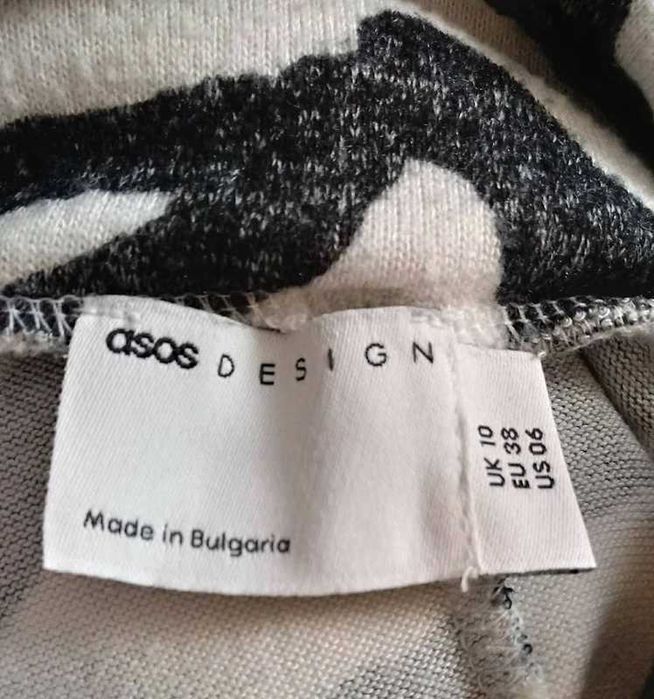 asos DESIGN
Made in Bulgaria
UK 10
EU 38
US 06